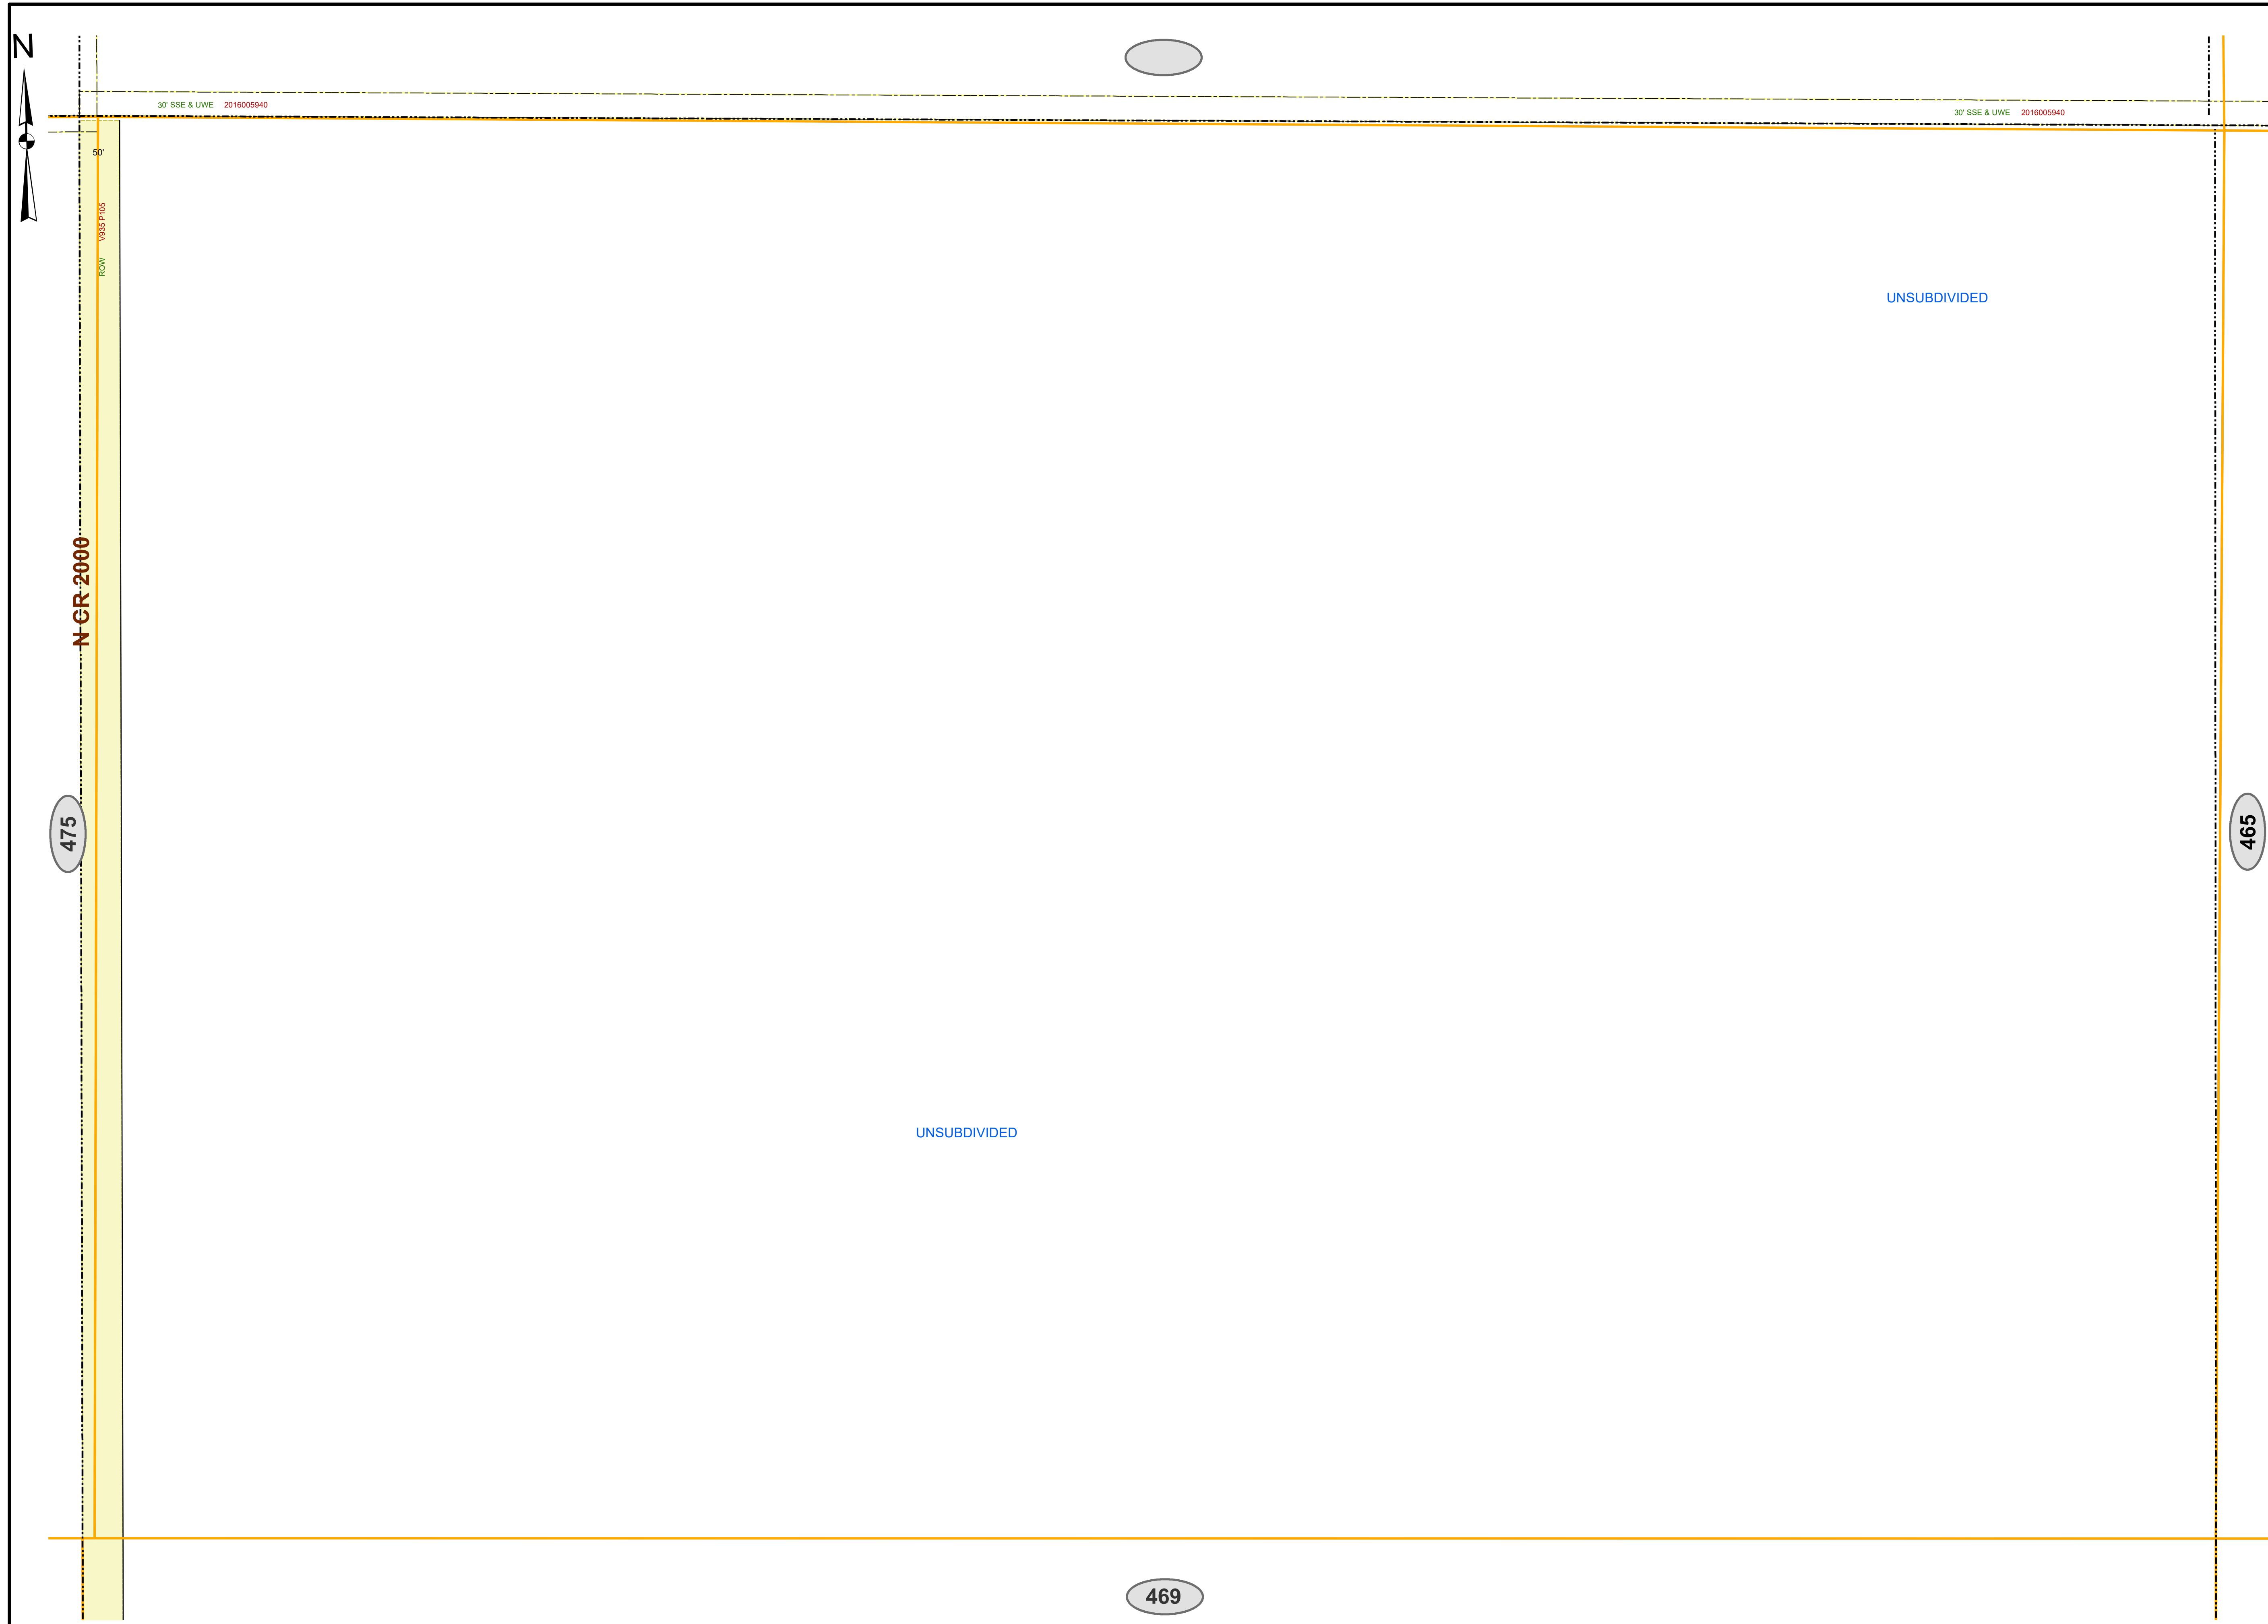 N
30' SSE & UWE 2016005940
30' SSE & UWE 2016005940
50'
V935 P105
ROW
UNSUBDIVIDED
N CR 2000
475
465
UNSUBDIVIDED
469